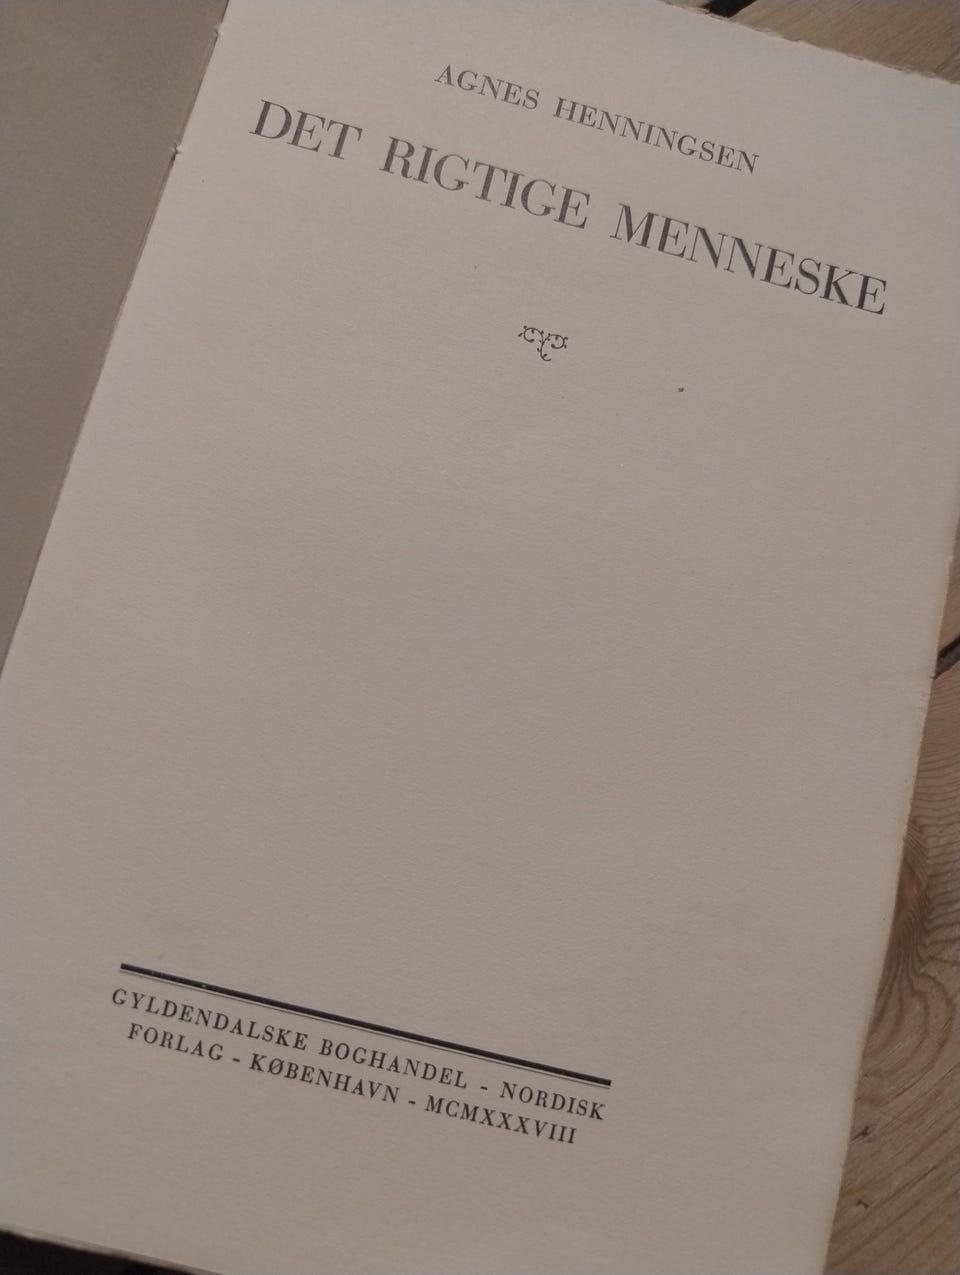 AGNES HENNINGSEN
DET RIGTIGE MENNESKE
GYLDENDALSKE BOGHANDEL - NORDISK
FORLAG - KØBENHAVN - MCMXXXVIII